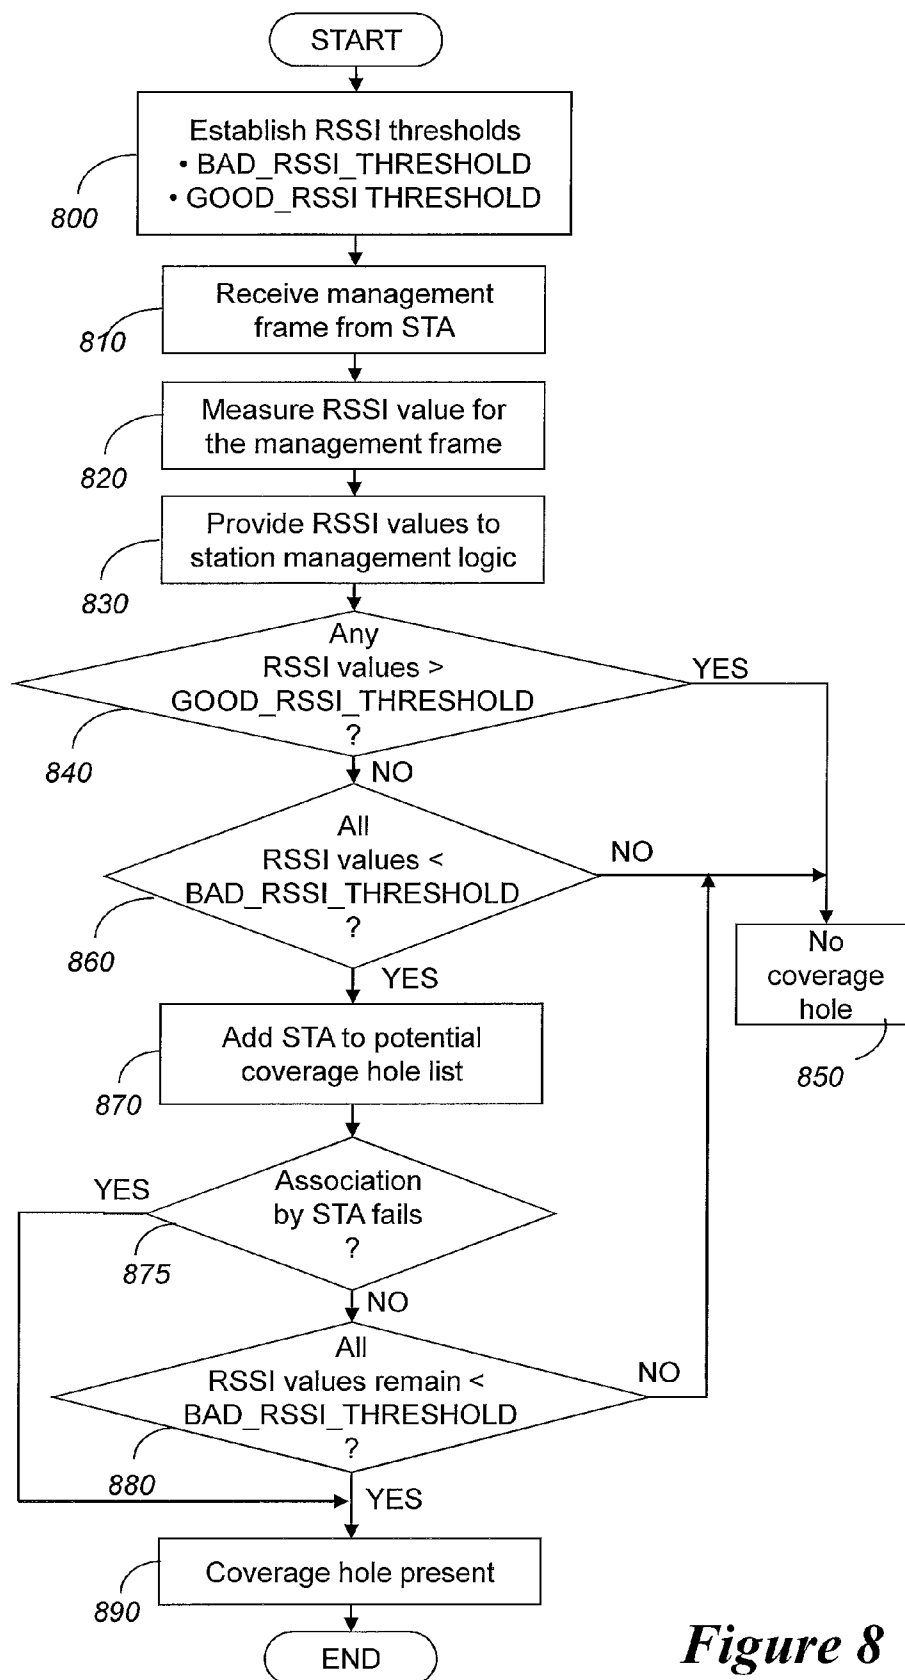 START
Establish RSSI thresholds
• BAD_RSSI_THRESHOLD
• GOOD_RSSI THRESHOLD
800
Receive management
frame from STA
810
Measure RSSI value for
the management frame
820
Provide RSSI values to
station management logic
830
Any
RSSI values >
GOOD_RSSI_THRESHOLD
?
YES
840
NO
All
RSSI values <
BAD_RSSI_THRESHOLD
?
NO
860
YES
No
coverage
hole
850
Add STA to potential
coverage hole list
870
YES
Association
by STA fails
?
875
NO
All
RSSI values remain <
BAD_RSSI_THRESHOLD
?
NO
880
YES
Coverage hole present
890
END
Figure 8